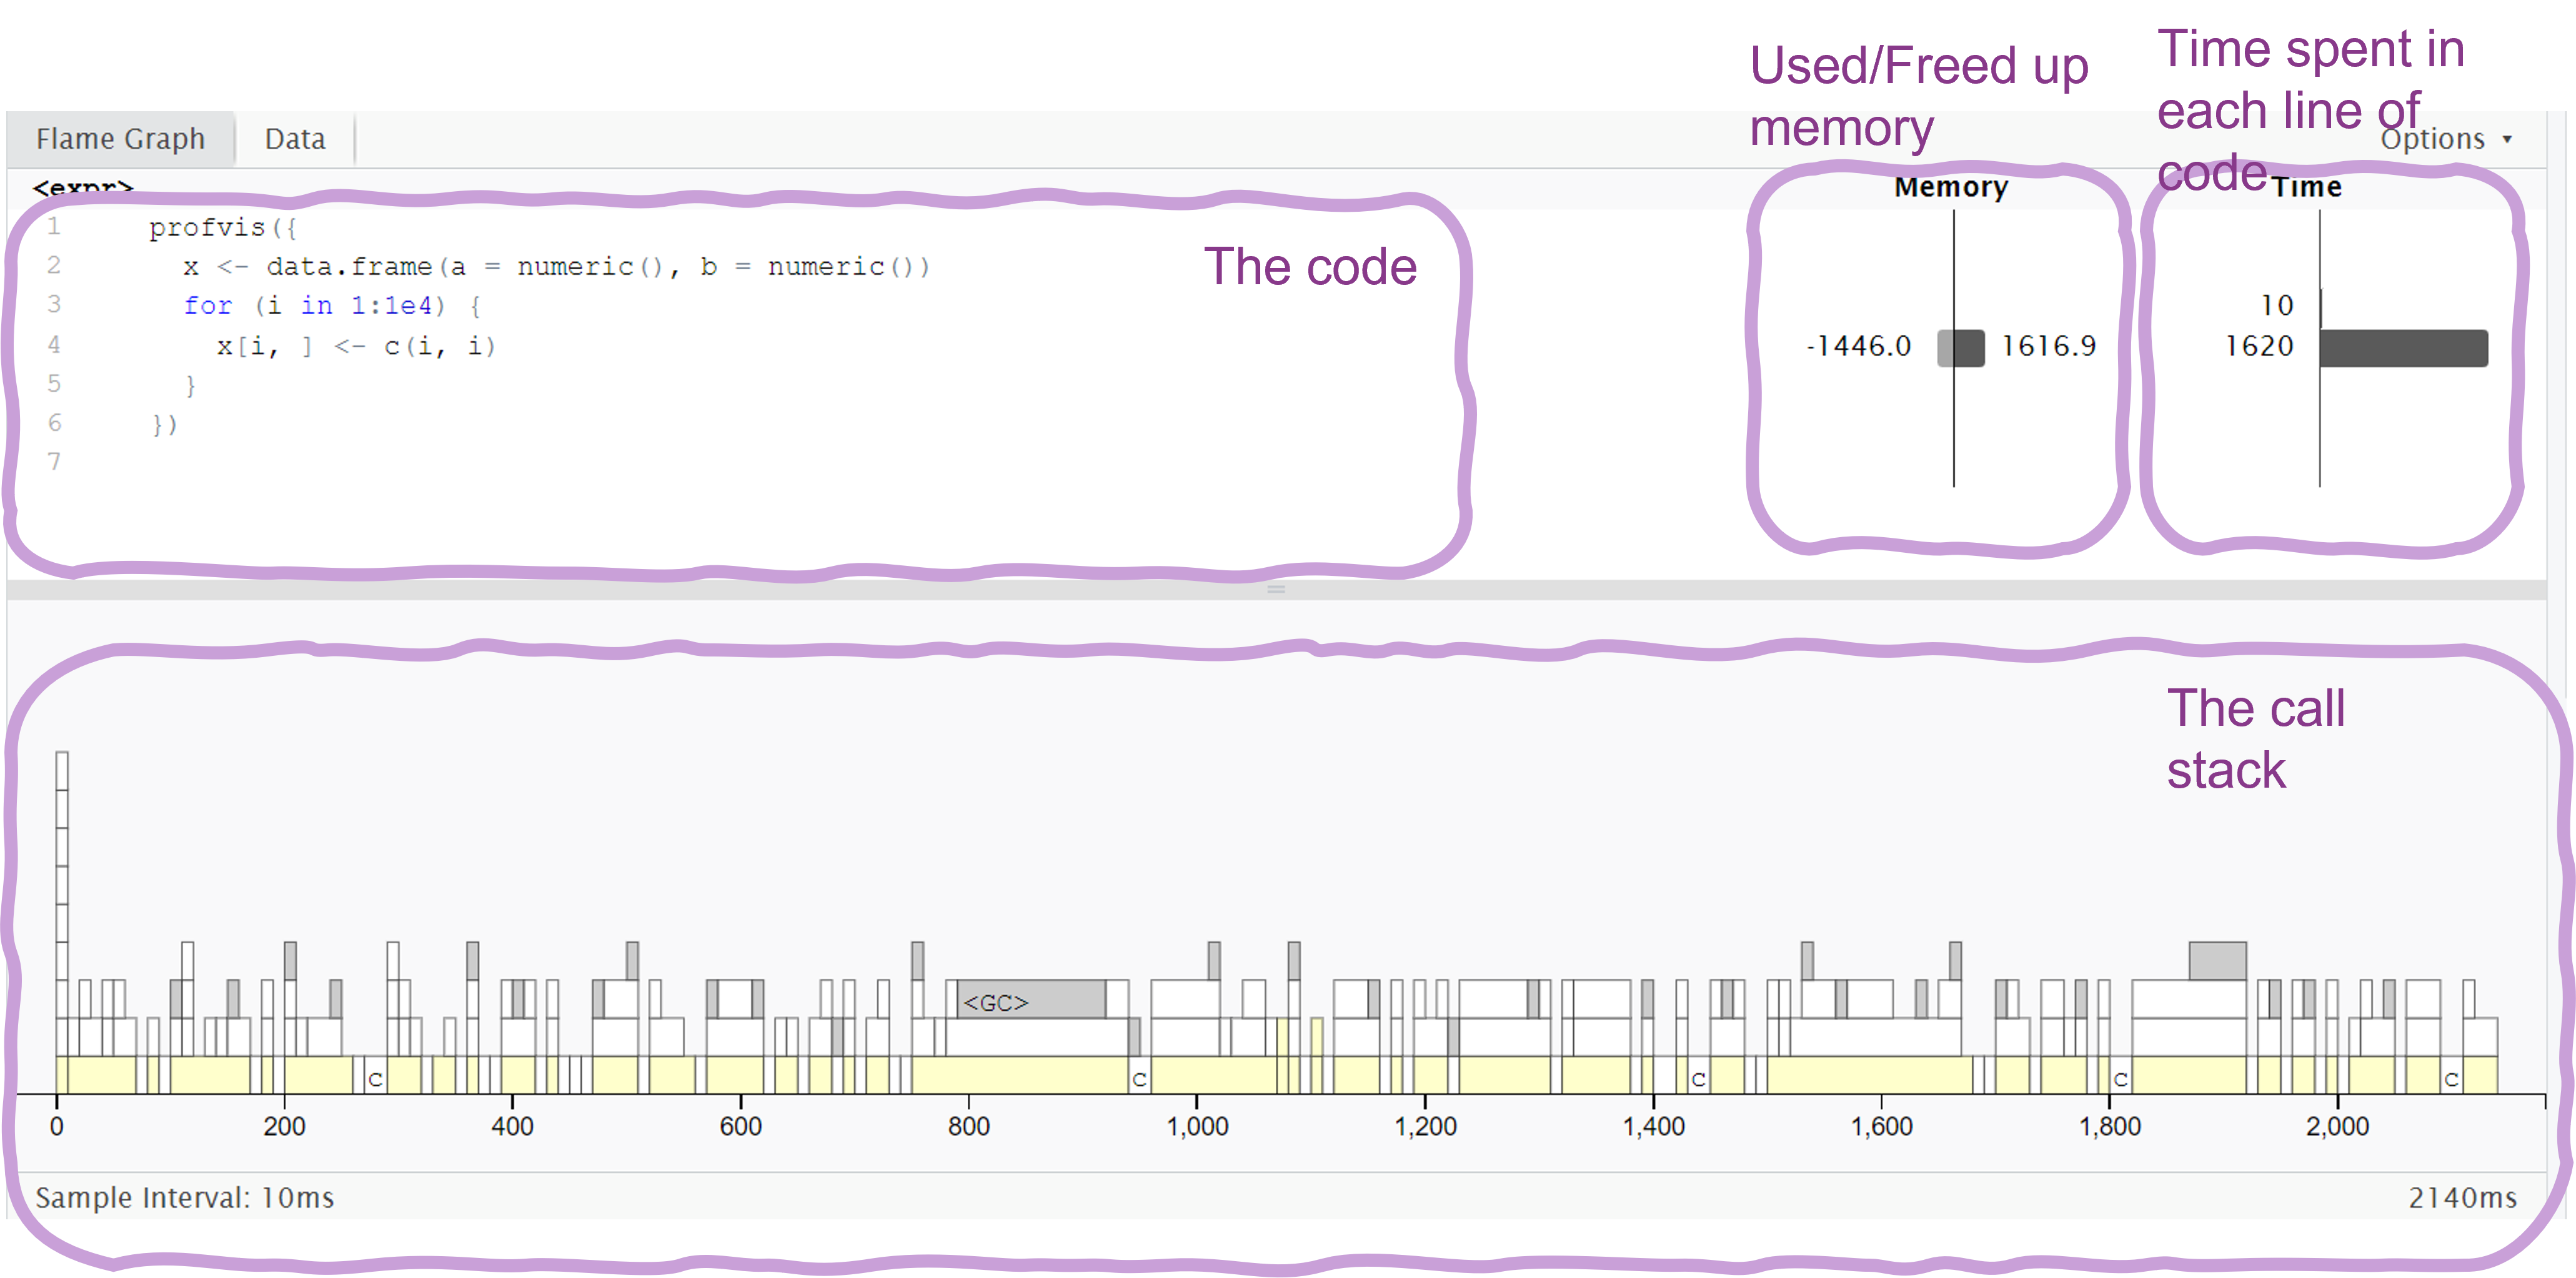 Used/Freed up
memory
Time spent in
each line of
code
Flame Graph
Data
Options ▾
<expr>
Memory
Time
The code
1 profvis({
2 x <- data.frame(a = numeric(), b = numeric())
3 for (i in 1:1e4) {
10
4 x[i, ] <- c(i, i)
-1446.0
1616.9
1620
5 }
6 })
7
The call
stack
<GC>
C
C
C
C
C
0 200 400 600 800 1,000 1,200 1,400 1,600 1,800 2,000
Sample Interval: 10ms
2140ms